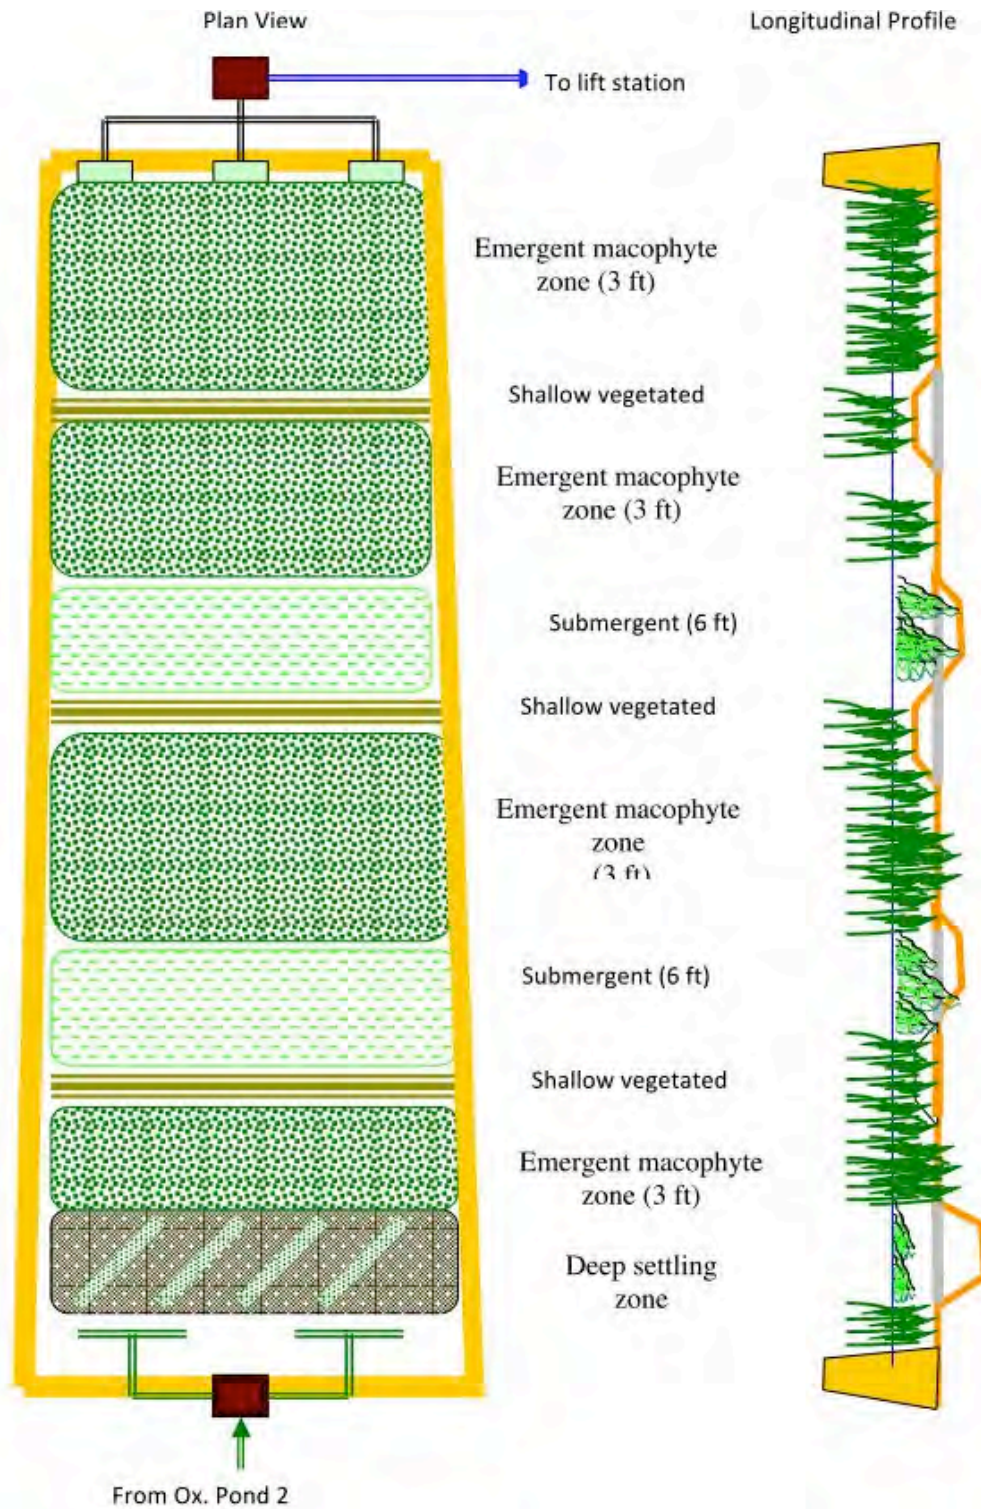 Plan View
Longitudinal Profile
To lift station
Emergent macophyte
zone (3 ft)
Shallow vegetated
Emergent macophyte
zone (3 ft)
Submergent (6 ft)
Shallow vegetated
Emergent macophyte
zone
(3 ft)
Submergent (6 ft)
Shallow vegetated
Emergent macophyte
zone (3 ft)
Deep settling
zone
From Ox. Pond 2